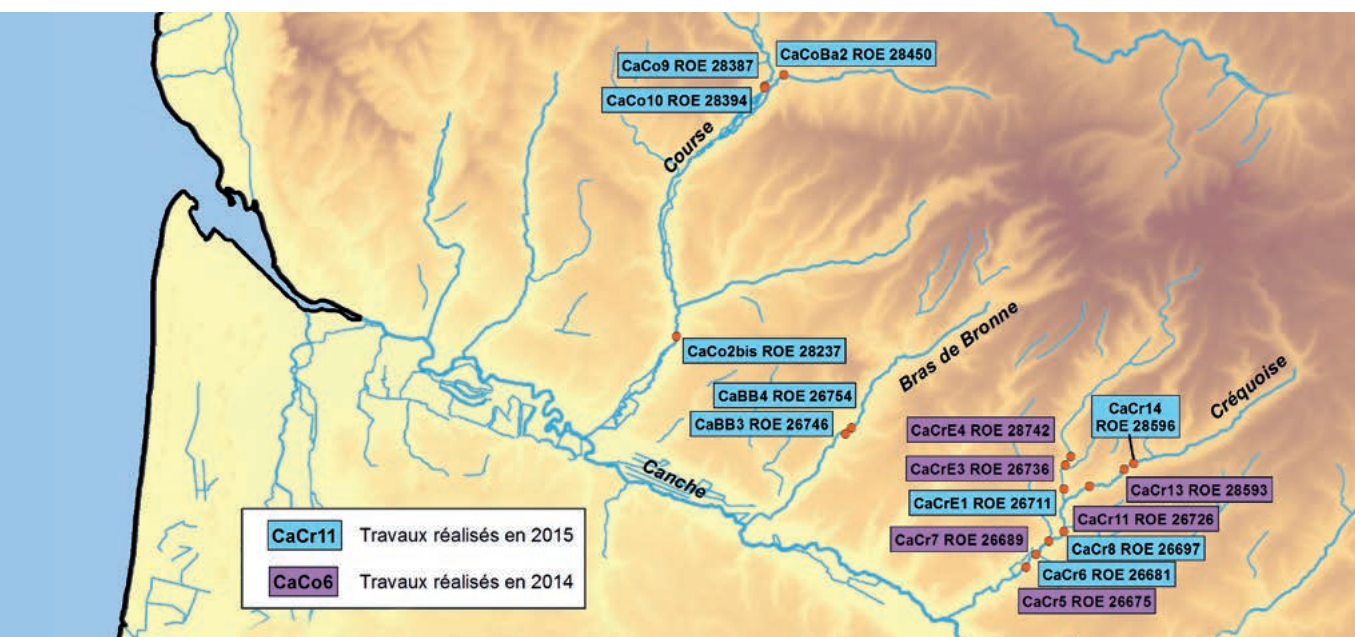 CaCo9 ROE 28387
CaCoBa2 ROE 28450
CaCo10 ROE 28394
Course
CaCo2bis ROE 28237
Bras de Bronne
CaBB4 ROE 26754
CaBB3 ROE 26746
Créquoise
CaCr14
ROE 28596
CaCrE4 ROE 28742
CaCrE3 ROE 26736
CaCr13 ROE 28593
CaCrE1 ROE 26711
Canche
CaCr11 ROE 26726
CaCr7 ROE 26689
CaCr8 ROE 26697
CaCr6 ROE 26681
CaCr5 ROE 26675
CaCr11 Travaux réalisés en 2015
CaCo6 Travaux réalisés en 2014